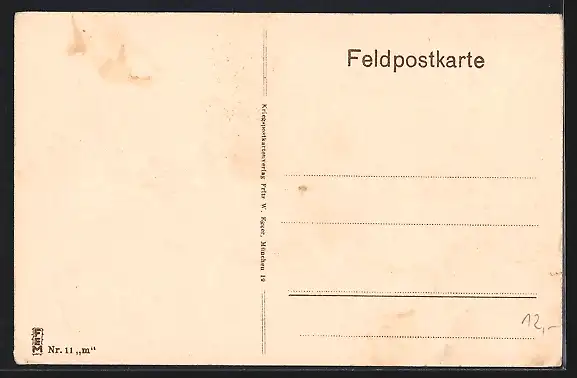 Feldpostkarte
Kriegspostkartenverlag Fritz W. Egger, München 19
12,-
Nr. 11 „m“